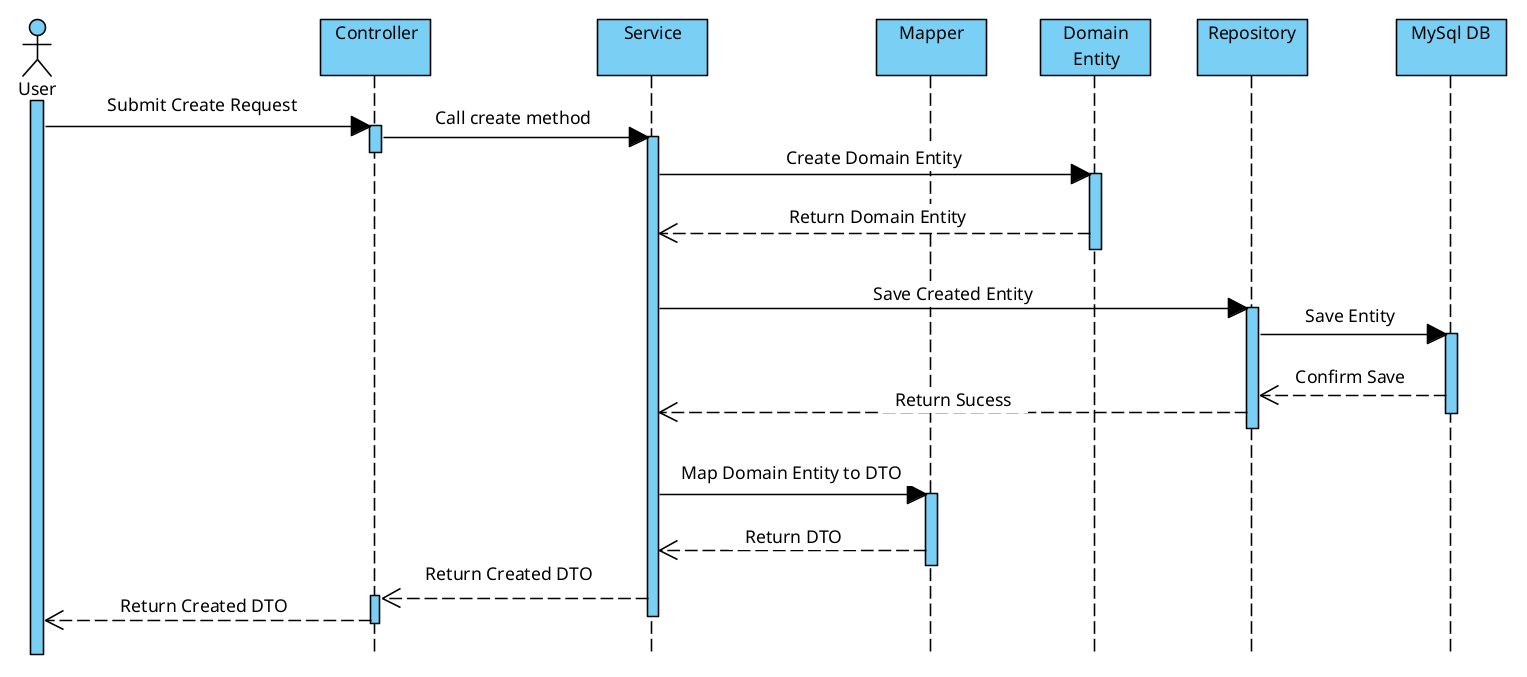 User
Controller
Service
Mapper
Domain
Entity
Repository
MySql DB
Submit Create Request
Call create method
Create Domain Entity
Return Domain Entity
Save Created Entity
Save Entity
Confirm Save
Return Sucess
Map Domain Entity to DTO
Return DTO
Return Created DTO
Return Created DTO